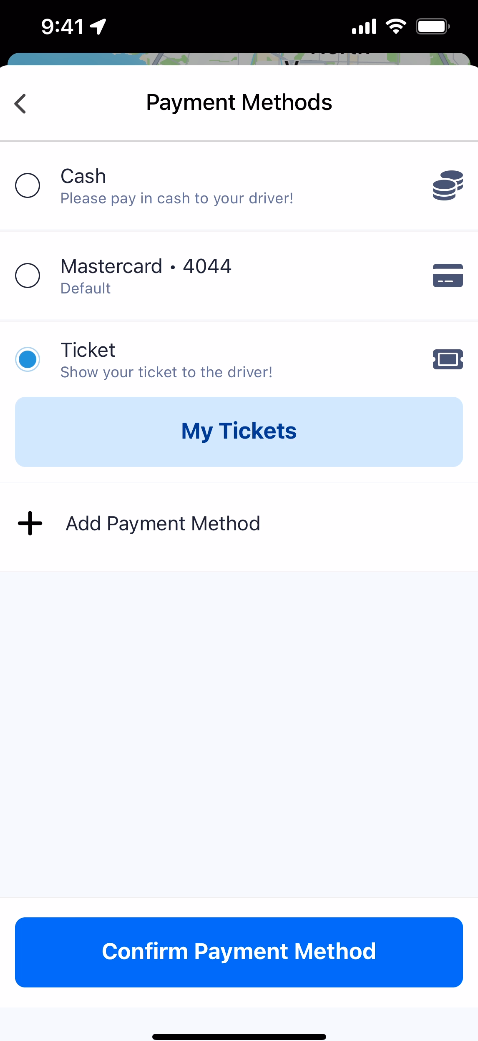 9:41
Payment Methods
Cash
Please pay in cash to your driver!
Mastercard • 4044
Default
Ticket
Show your ticket to the driver!
My Tickets
Add Payment Method
Confirm Payment Method